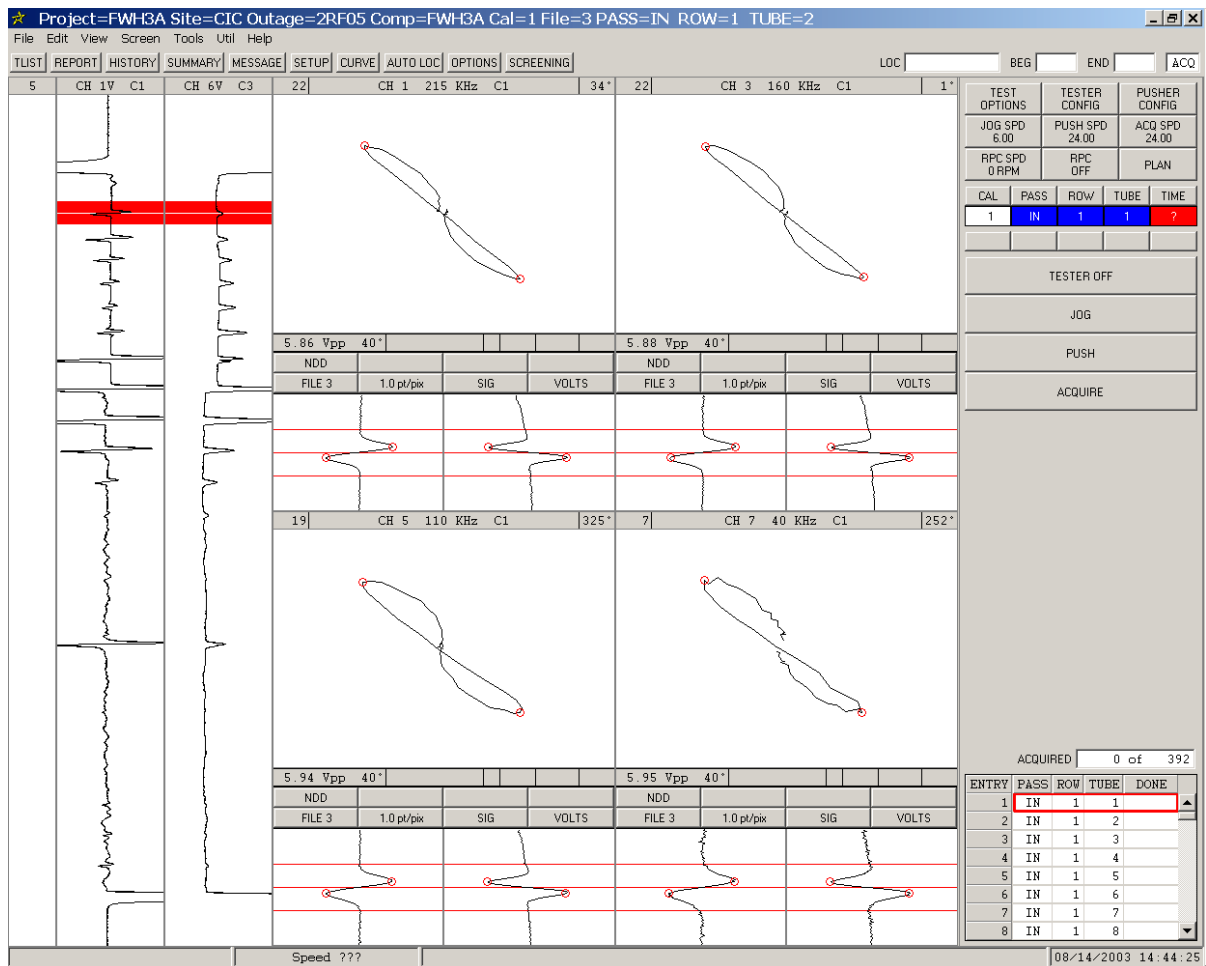 Project=FWH3A Site=CIC Outage=2RF05 Comp=FWH3A Cal=1 File=3 PASS=IN ROW=1 TUBE=2
File Edit View Screen Tools Util Help
TLIST REPORT HISTORY SUMMARY MESSAGE SETUP CURVE AUTO LOC OPTIONS SCREENING LOC BEG END ACQ
5 CH 1V C1 CH 6V C3 22 CH 1 215 KHz C1 34° 22 CH 3 160 KHz C1 1°
TEST OPTIONS TESTER CONFIG PUSHER CONFIG
JOG SPD 6.00 PUSH SPD 24.00 ACQ SPD 24.00
RPC SPD 0 RPM RPC OFF PLAN
CAL PASS ROW TUBE TIME
1 IN 1 1 ?
TESTER OFF
JOG
PUSH
ACQUIRE
5.86 Vpp 40° 5.88 Vpp 40°
NDD NDD
FILE 3 1.0 pt/pix SIG VOLTS FILE 3 1.0 pt/pix SIG VOLTS
19 CH 5 110 KHz C1 325° 7 CH 7 40 KHz C1 252°
5.94 Vpp 40° 5.95 Vpp 40°
NDD NDD
FILE 3 1.0 pt/pix SIG VOLTS FILE 3 1.0 pt/pix SIG VOLTS
ACQUIRED 0 of 392
ENTRY PASS ROW TUBE DONE
1 IN 1 1
2 IN 1 2
3 IN 1 3
4 IN 1 4
5 IN 1 5
6 IN 1 6
7 IN 1 7
8 IN 1 8
Speed ??? 08/14/2003 14:44:25